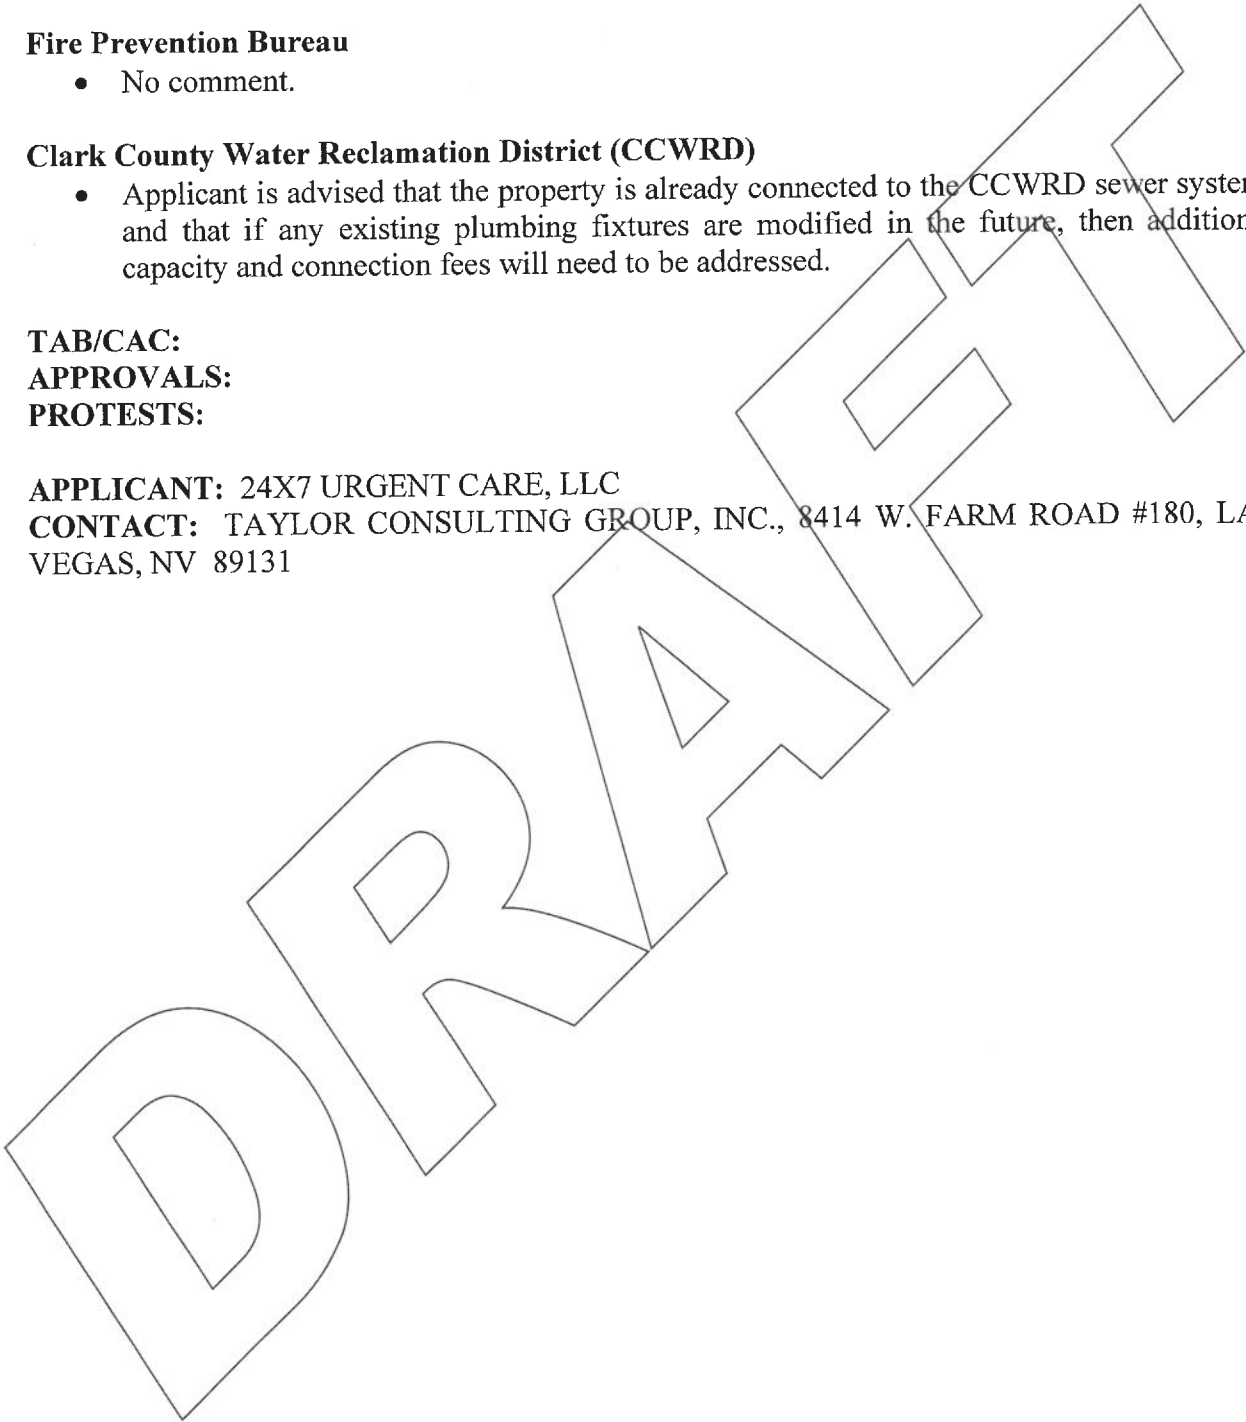 Fire Prevention Bureau
• No comment.
Clark County Water Reclamation District (CCWRD)
• Applicant is advised that the property is already connected to the CCWRD sewer syster
and that if any existing plumbing fixtures are modified in the future, then addition
capacity and connection fees will need to be addressed.
TAB/CAC:
APPROVALS:
PROTESTS:
APPLICANT: 24X7 URGENT CARE, LLC
CONTACT: TAYLOR CONSULTING GROUP, INC., 8414 W. FARM ROAD #180, LA
VEGAS, NV 89131
DRAFT